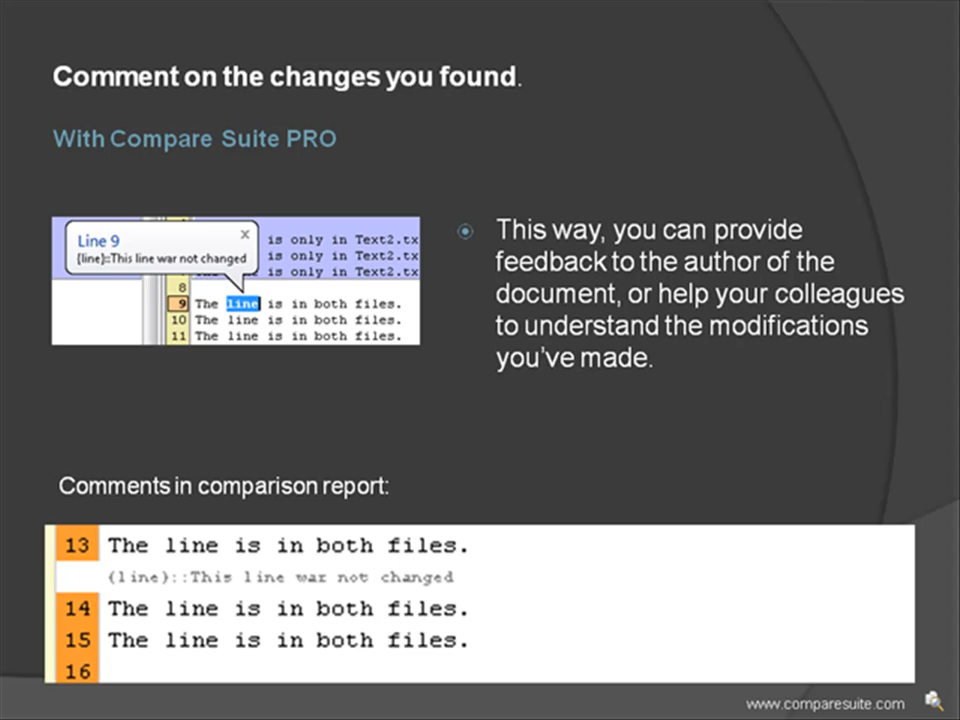 Comment on the changes you found.
With Compare Suite PRO
Line 9
x
{line}::This line war not changed
is only in Text2.tx
is only in Text2.tx
is only in Text2.tx
8
9 The line is in both files.
10 The line is in both files.
11 The line is in both files.
This way, you can provide
feedback to the author of the
document, or help your colleagues
to understand the modifications
you've made.
Comments in comparison report:
13 The line is in both files.
{line}::This line war not changed
14 The line is in both files.
15 The line is in both files.
16
www.comparesuite.com